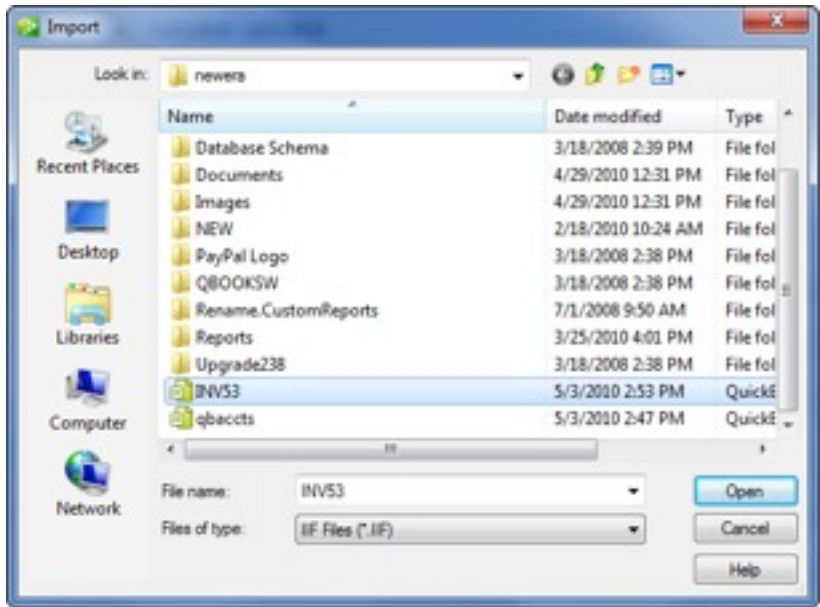 Import
Look in: newera
Name Date modified Type
Database Schema 3/18/2008 2:39 PM File fol
Documents 4/29/2010 12:31 PM File fol
Images 4/29/2010 12:31 PM File fol
NEW 2/18/2010 10:24 AM File fol
PayPal Logo 3/18/2008 2:38 PM File fol
QBOOKSW 3/18/2008 2:38 PM File fol
Rename.CustomReports 7/1/2008 9:50 AM File fol
Reports 3/25/2010 4:01 PM File fol
Upgrade238 3/18/2008 2:38 PM File fol
INV53 5/3/2010 2:53 PM QuickB
qbaccts 5/3/2010 2:47 PM QuickB
Recent Places
Desktop
Libraries
Computer
Network
File name: INV53 Open
Files of type: IIF Files (*.IIF) Cancel
Help